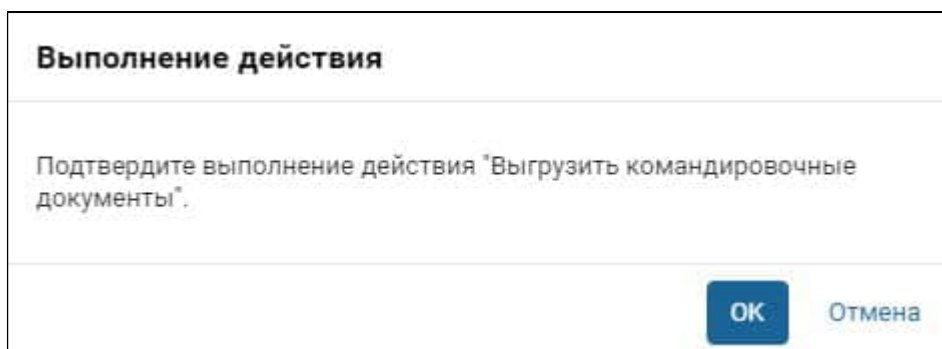 Выполнение действия
Подтвердите выполнение действия "Выгрузить командировочные
документы".
ОК Отмена